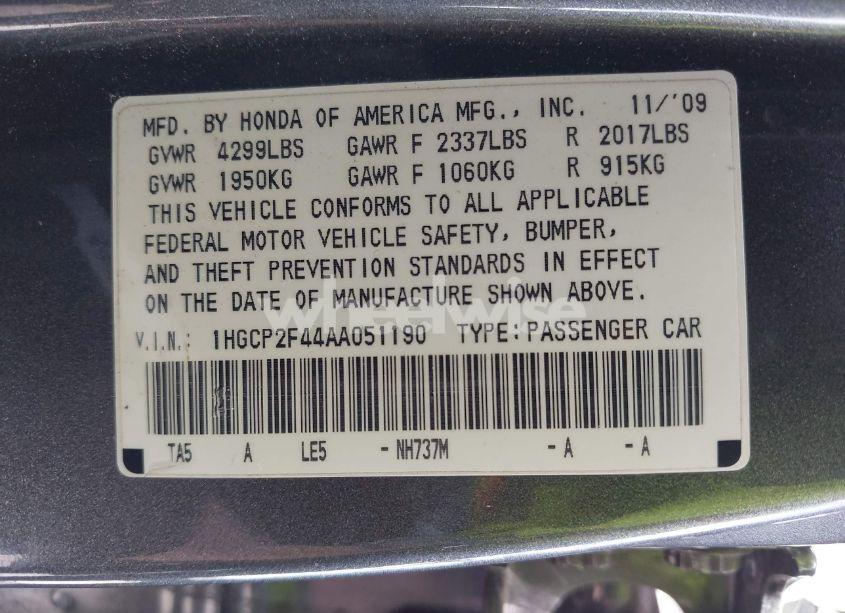 MFD. BY HONDA OF AMERICA MFG., INC. 11/'09
GVWR 4299LBS GAWR F 2337LBS R 2017LBS
GVWR 1950KG GAWR F 1060KG R 915KG
THIS VEHICLE CONFORMS TO ALL APPLICABLE
FEDERAL MOTOR VEHICLE SAFETY, BUMPER,
AND THEFT PREVENTION STANDARDS IN EFFECT
ON THE DATE OF MANUFACTURE SHOWN ABOVE.
wheelwise
V.I.N.: 1HGCP2F44AA051190 TYPE: PASSENGER CAR
TA5 A LE5 - NH737M - A - A